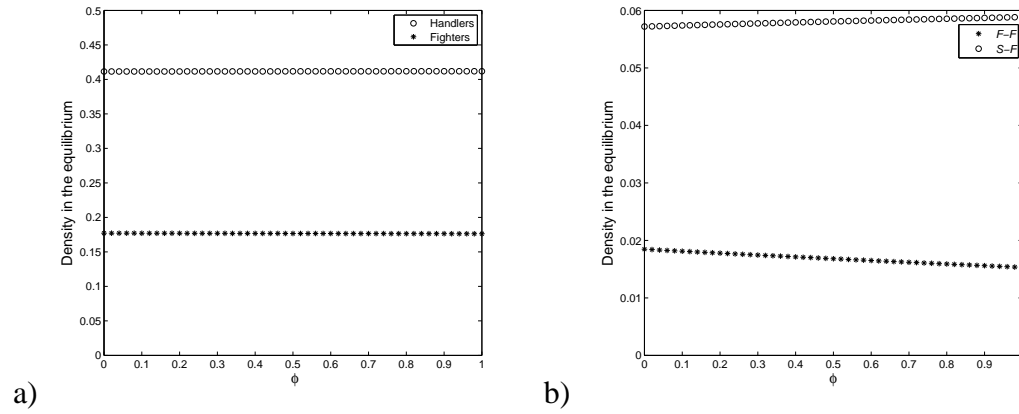 0.5
0.45
0.4
0.35
0.3
0.25
0.2
0.15
0.1
0.05
0
Density in the equilibrium
Handlers
Fighters
0 0.1 0.2 0.3 0.4 0.5 0.6 0.7 0.8 0.9 1
ϕ
a)
0.06
0.05
0.04
0.03
0.02
0.01
0
Density in the equilibrium
F–F
S–F
0 0.1 0.2 0.3 0.4 0.5 0.6 0.7 0.8 0.9
ϕ
b)